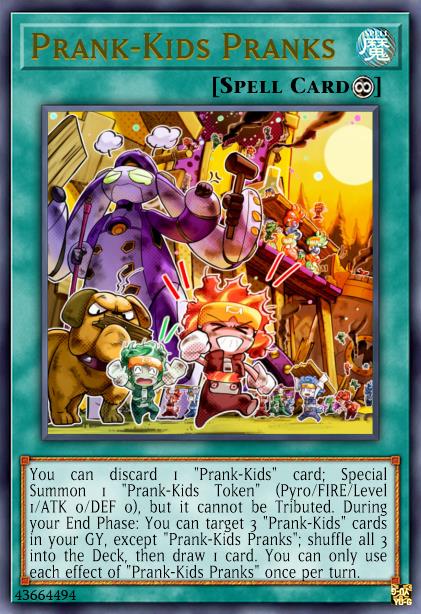 Prank-Kids Pranks
魔
[Spell Card]
You can discard 1 "Prank-Kids" card; Special
Summon 1 "Prank-Kids Token" (Pyro/FIRE/Level
1/ATK 0/DEF 0), but it cannot be Tributed. During
your End Phase: You can target 3 "Prank-Kids" cards
in your GY, except "Prank-Kids Pranks"; shuffle all 3
into the Deck, then draw 1 card. You can only use
each effect of "Prank-Kids Pranks" once per turn.
43664494